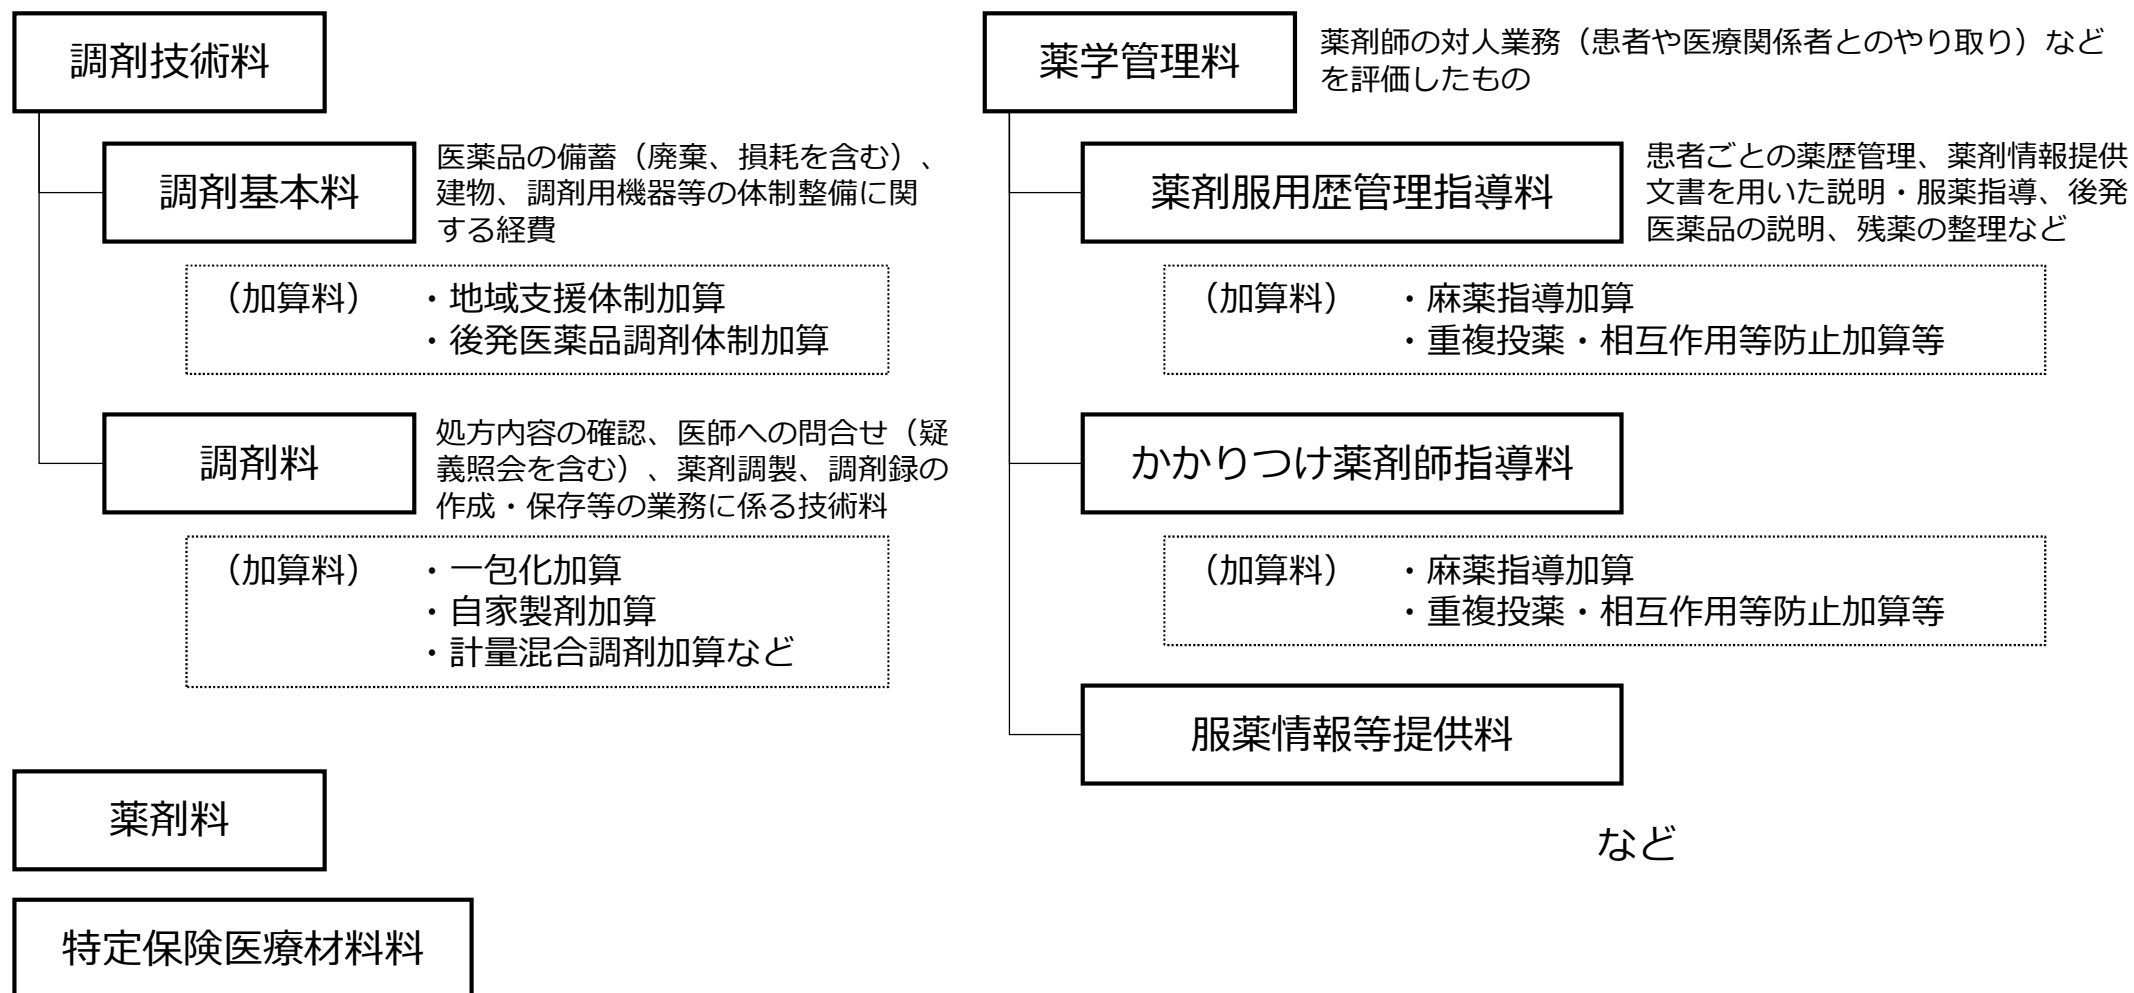 調剤技術料
調剤基本料
医薬品の備蓄（廃棄、損耗を含む）、
建物、調剤用機器等の体制整備に関
する経費
（加算料）　・地域支援体制加算
・後発医薬品調剤体制加算
調剤料
処方内容の確認、医師への問合せ（疑
義照会を含む）、薬剤調製、調剤録の
作成・保存等の業務に係る技術料
（加算料）　・一包化加算
・自家製剤加算
・計量混合調剤加算など
薬剤料
特定保険医療材料料
薬学管理料
薬剤師の対人業務（患者や医療関係者とのやり取り）など
を評価したもの
薬剤服用歴管理指導料
患者ごとの薬歴管理、薬剤情報提供
文書を用いた説明・服薬指導、後発
医薬品の説明、残薬の整理など
（加算料）　・麻薬指導加算
・重複投薬・相互作用等防止加算等
かかりつけ薬剤師指導料
（加算料）　・麻薬指導加算
・重複投薬・相互作用等防止加算等
服薬情報等提供料
など